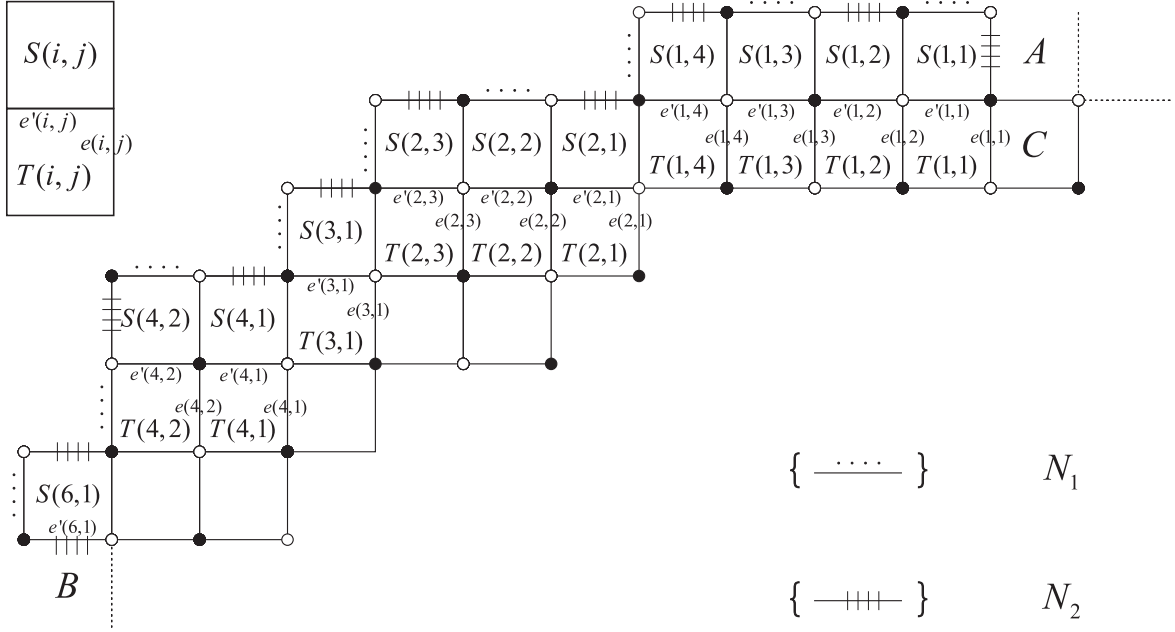 S(i, j)
e'(i, j)
e(i, j)
T(i, j)
S(1,4) S(1,3) S(1,2) S(1,1) A
e'(1,4) e'(1,3) e'(1,2) e'(1,1)
S(2,3) S(2,2) S(2,1) e(1,4) e(1,3) e(1,2) e(1,1) C
T(1,4) T(1,3) T(1,2) T(1,1)
e'(2,3) e'(2,2) e'(2,1)
S(3,1) e(2,3) e(2,2) e(2,1)
T(2,3) T(2,2) T(2,1)
e'(3,1)
S(4,2) S(4,1) e(3,1)
T(3,1)
e'(4,2) e'(4,1)
e(4,2) e(4,1)
T(4,2) T(4,1)
{ } N₁
S(6,1)
e'(6,1)
B
{ } N₂